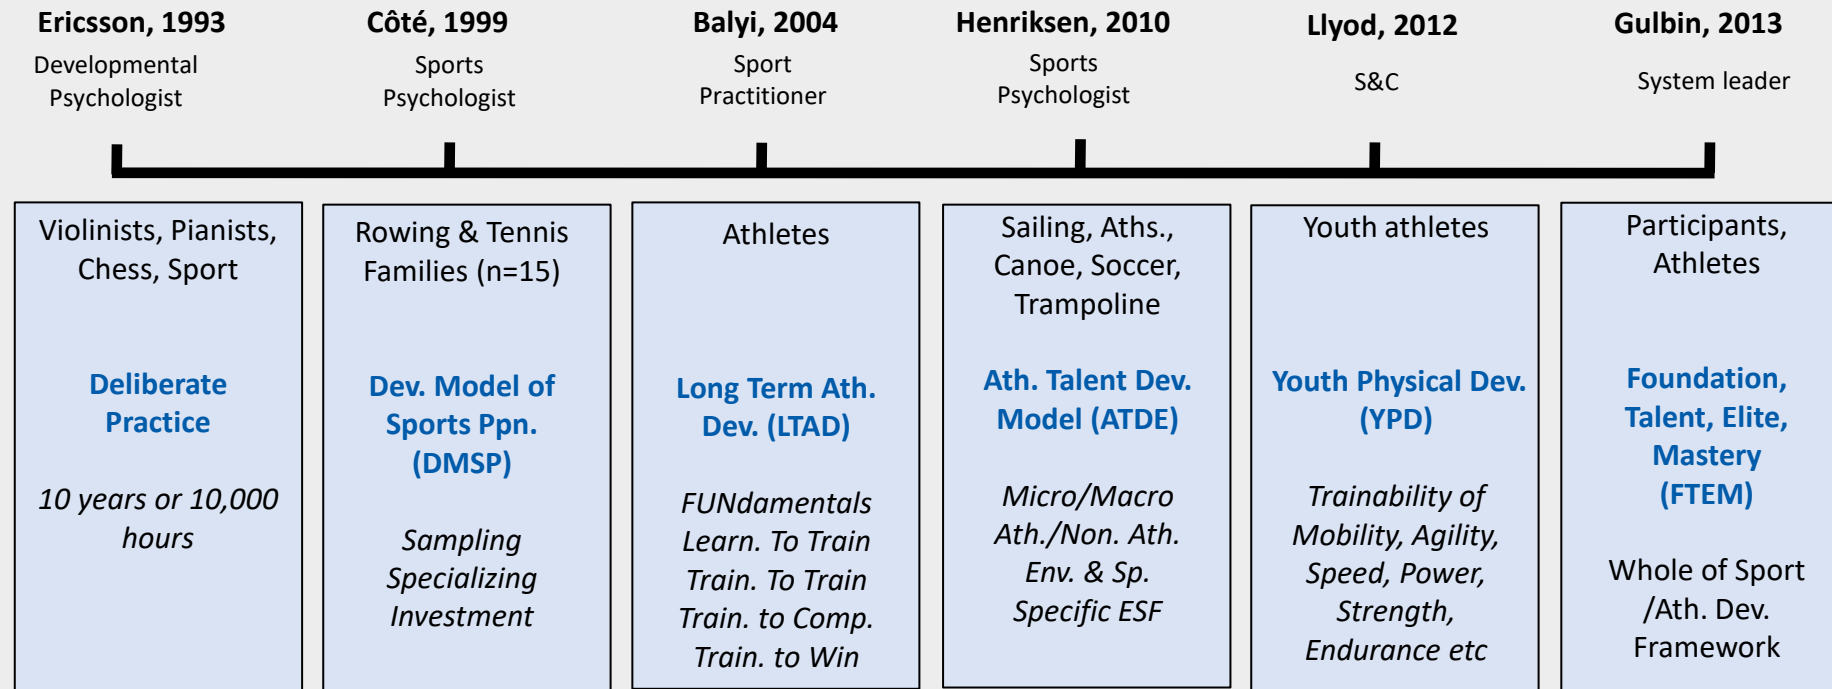 Ericsson, 1993
Developmental
Psychologist
Côté, 1999
Sports
Psychologist
Balyi, 2004
Sport
Practitioner
Henriksen, 2010
Sports
Psychologist
Llyod, 2012
S&C
Gulbin, 2013
System leader
Violinists, Pianists,
Chess, Sport
Deliberate
Practice
10 years or 10,000
hours
Rowing & Tennis
Families (n=15)
Dev. Model of
Sports Ppn.
(DMSP)
Sampling
Specializing
Investment
Athletes
Long Term Ath.
Dev. (LTAD)
FUNdamentals
Learn. To Train
Train. To Train
Train. to Comp.
Train. to Win
Sailing, Aths.,
Canoe, Soccer,
Trampoline
Ath. Talent Dev.
Model (ATDE)
Micro/Macro
Ath./Non. Ath.
Env. & Sp.
Specific ESF
Youth athletes
Youth Physical Dev.
(YPD)
Trainability of
Mobility, Agility,
Speed, Power,
Strength,
Endurance etc
Participants,
Athletes
Foundation,
Talent, Elite,
Mastery
(FTEM)
Whole of Sport
/Ath. Dev.
Framework